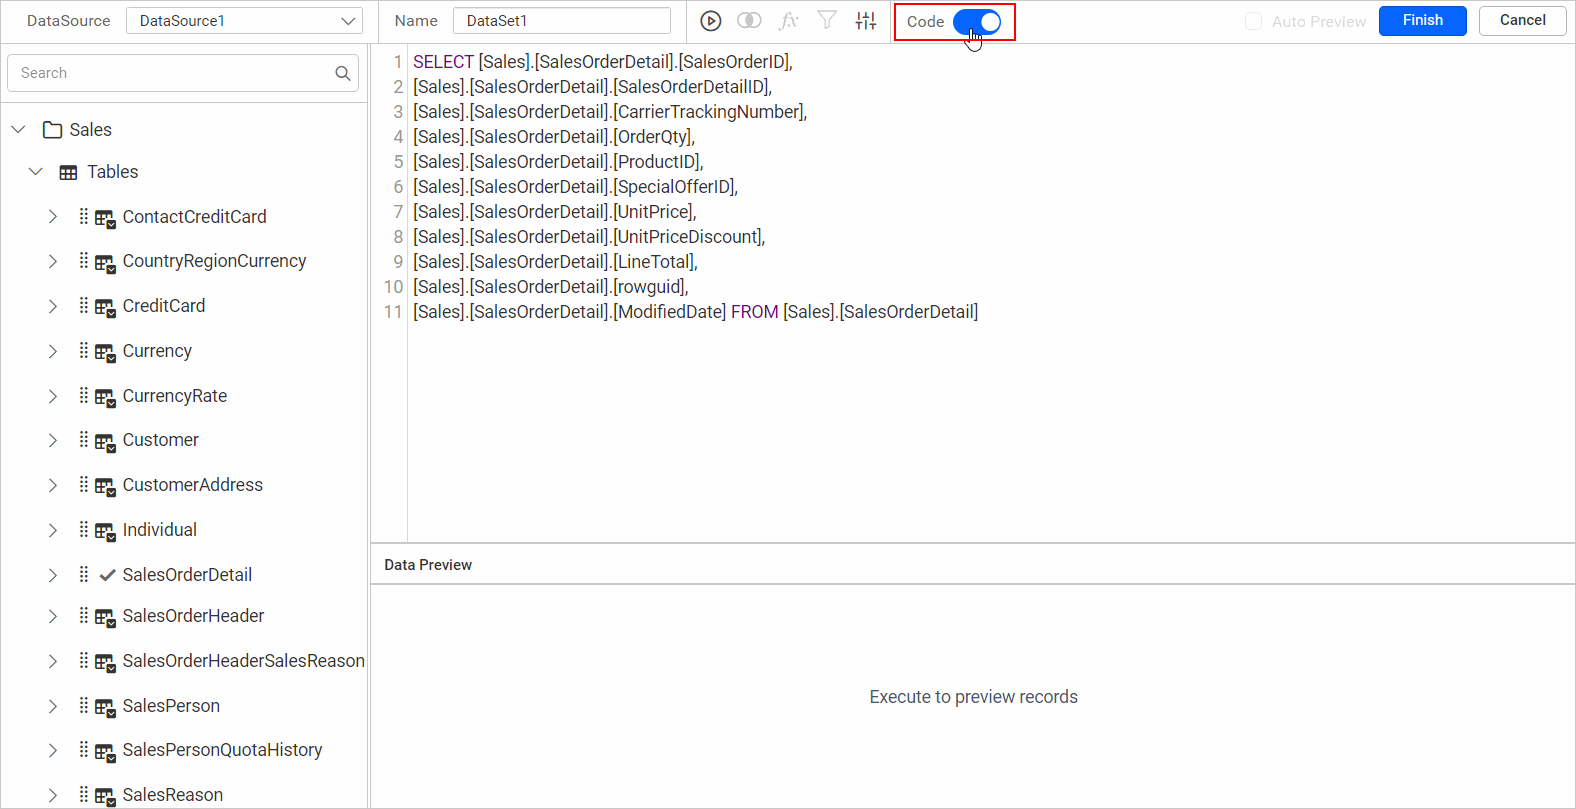 DataSource DataSource1 Name DataSet1 fx Code Auto Preview Finish Cancel
Search
Sales
Tables
ContactCreditCard
CountryRegionCurrency
CreditCard
Currency
CurrencyRate
Customer
CustomerAddress
Individual
SalesOrderDetail
SalesOrderHeader
SalesOrderHeaderSalesReason
SalesPerson
SalesPersonQuotaHistory
SalesReason
1 SELECT [Sales].[SalesOrderDetail].[SalesOrderID],
2 [Sales].[SalesOrderDetail].[SalesOrderDetailID],
3 [Sales].[SalesOrderDetail].[CarrierTrackingNumber],
4 [Sales].[SalesOrderDetail].[OrderQty],
5 [Sales].[SalesOrderDetail].[ProductID],
6 [Sales].[SalesOrderDetail].[SpecialOfferID],
7 [Sales].[SalesOrderDetail].[UnitPrice],
8 [Sales].[SalesOrderDetail].[UnitPriceDiscount],
9 [Sales].[SalesOrderDetail].[LineTotal],
10 [Sales].[SalesOrderDetail].[rowguid],
11 [Sales].[SalesOrderDetail].[ModifiedDate] FROM [Sales].[SalesOrderDetail]
Data Preview
Execute to preview records